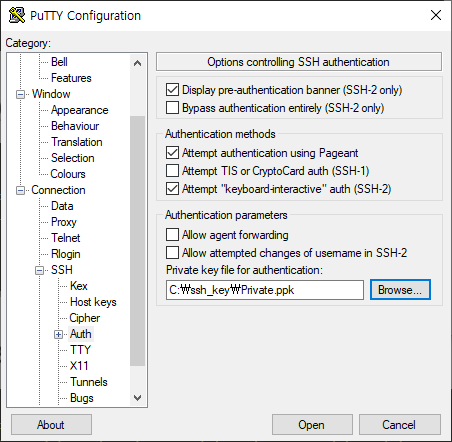 PuTTY Configuration
Category:
Bell
Features
Window
Appearance
Behaviour
Translation
Selection
Colours
Connection
Data
Proxy
Telnet
Rlogin
SSH
Kex
Host keys
Cipher
Auth
TTY
X11
Tunnels
Bugs
Options controlling SSH authentication
Display pre-authentication banner (SSH-2 only)
Bypass authentication entirely (SSH-2 only)
Authentication methods
Attempt authentication using Pageant
Attempt TIS or CryptoCard auth (SSH-1)
Attempt "keyboard-interactive" auth (SSH-2)
Authentication parameters
Allow agent forwarding
Allow attempted changes of username in SSH-2
Private key file for authentication:
C:₩ssh_key₩Private.ppk
Browse...
About
Open
Cancel